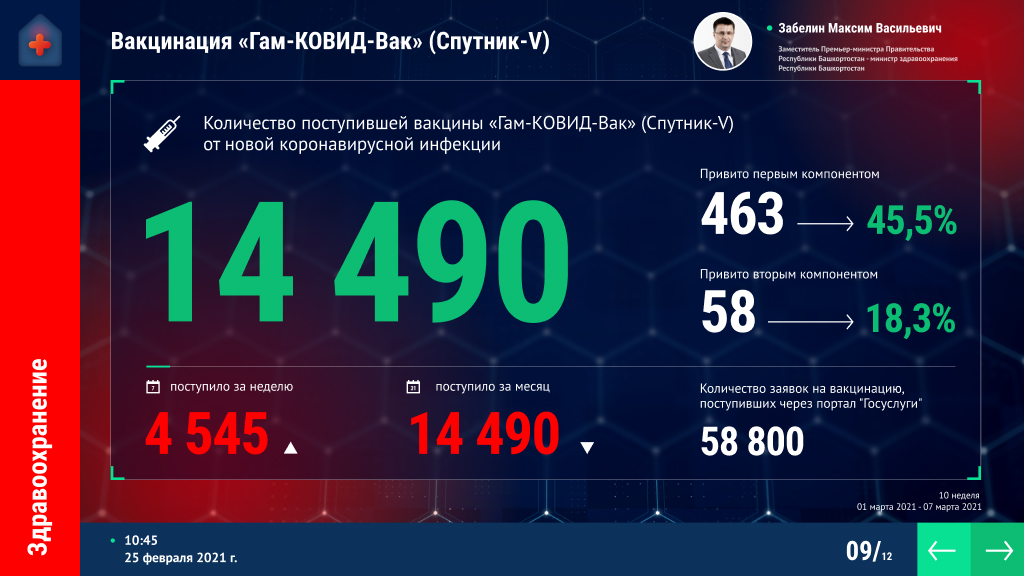 Вакцинация «Гам-КОВИД-Вак» (Спутник-V)
Забелин Максим Васильевич
Заместитель Премьер-министра Правительства
Республики Башкортостан - министр здравоохранения
Республики Башкортостан
Количество поступившей вакцины «Гам-КОВИД-Вак» (Спутник-V)
от новой коронавирусной инфекции
14 490
Привито первым компонентом
463
45,5%
Привито вторым компонентом
58
18,3%
7
поступило за неделю
4 545
31
поступило за месяц
14 490
Количество заявок на вакцинацию,
поступивших через портал "Госуслуги"
58 800
Здравоохранение
10 неделя
01 марта 2021 - 07 марта 2021
10:45
25 февраля 2021 г.
09/12